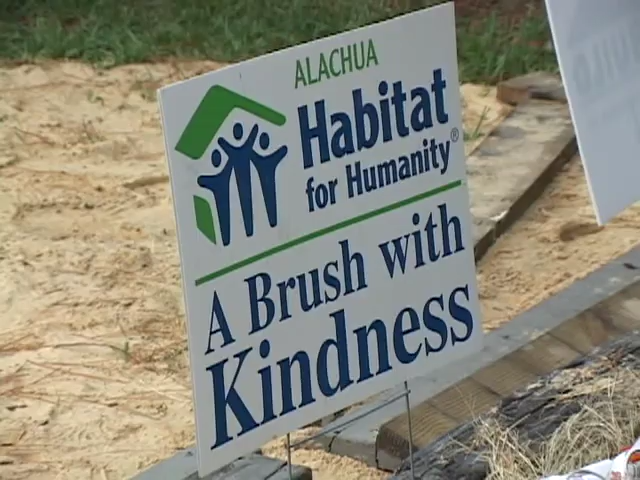 ALACHUA
Habitat
for Humanity®
A Brush with
Kindness